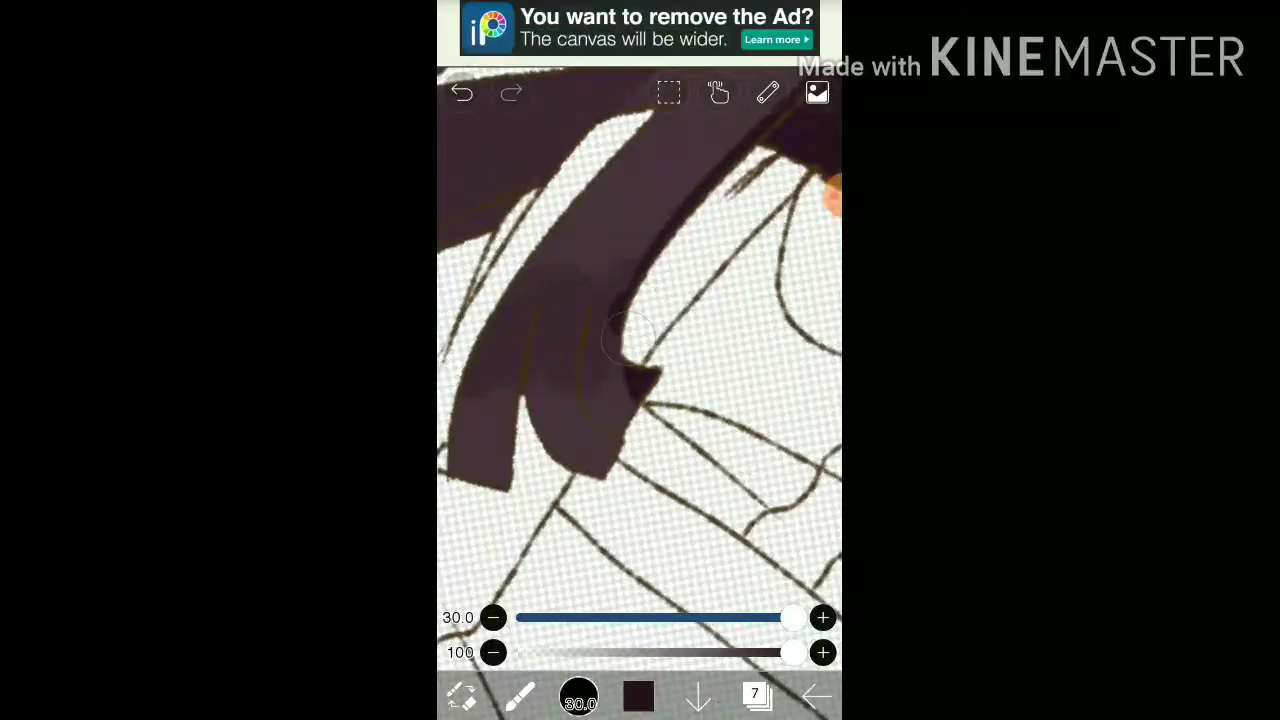 iP
You want to remove the Ad?
The canvas will be wider.
Learn more
Made with KINEMASTER
30.0
100
30.0
7